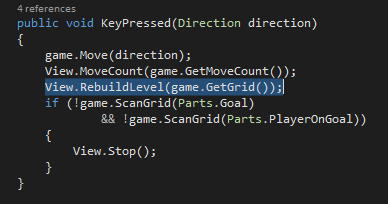 4 references
public void KeyPressed(Direction direction)
{
game.Move(direction);
View.MoveCount(game.GetMoveCount());
View.RebuildLevel(game.GetGrid());
if (!game.ScanGrid(Parts.Goal)
&& !game.ScanGrid(Parts.PlayerOnGoal))
{
View.Stop();
}
}